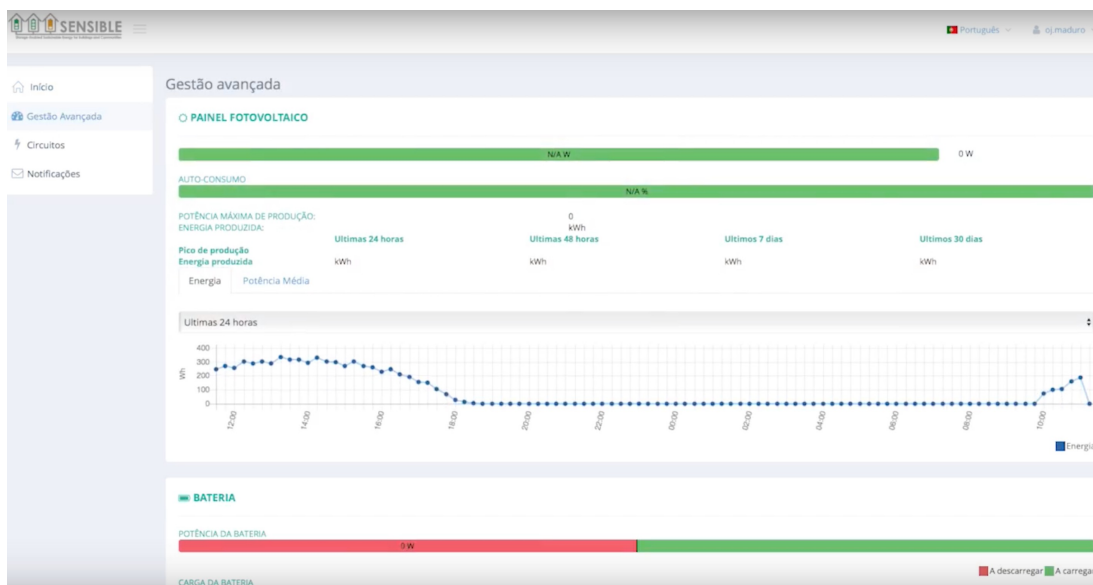 SENSIBLE
Português
oj.maduro
Início
Gestão Avançada
Circuitos
Notificações
Gestão avançada
PAINEL FOTOVOLTAICO
N/A W
0 W
AUTO-CONSUMO
N/A %
POTÊNCIA MÁXIMA DE PRODUÇÃO: 0
ENERGIA PRODUZIDA: kWh
Ultimas 24 horas Ultimas 48 horas Ultimos 7 dias Ultimos 30 dias
Pico de produção
Energia produzida kWh kWh kWh kWh
Energia Potência Média
Ultimas 24 horas
400
300
200
100
0
Wh
12:00 14:00 16:00 18:00 20:00 22:00 00:00 02:00 04:00 06:00 08:00 10:00
Energia
BATERIA
POTÊNCIA DA BATERIA
0 W
A descarregar A carregar
CARGA DA BATERIA